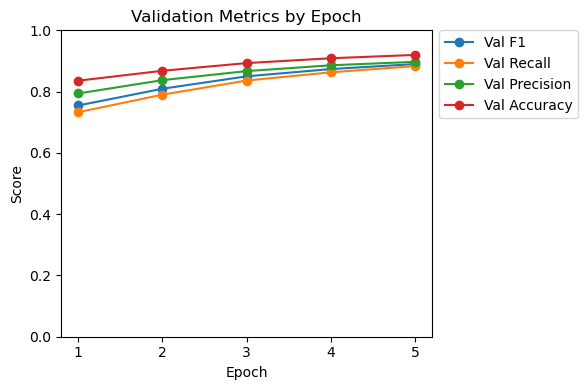 Validation Metrics by Epoch
1.0
0.8
0.6
0.4
0.2
0.0
Score
1 2 3 4 5
Epoch
Val F1
Val Recall
Val Precision
Val Accuracy